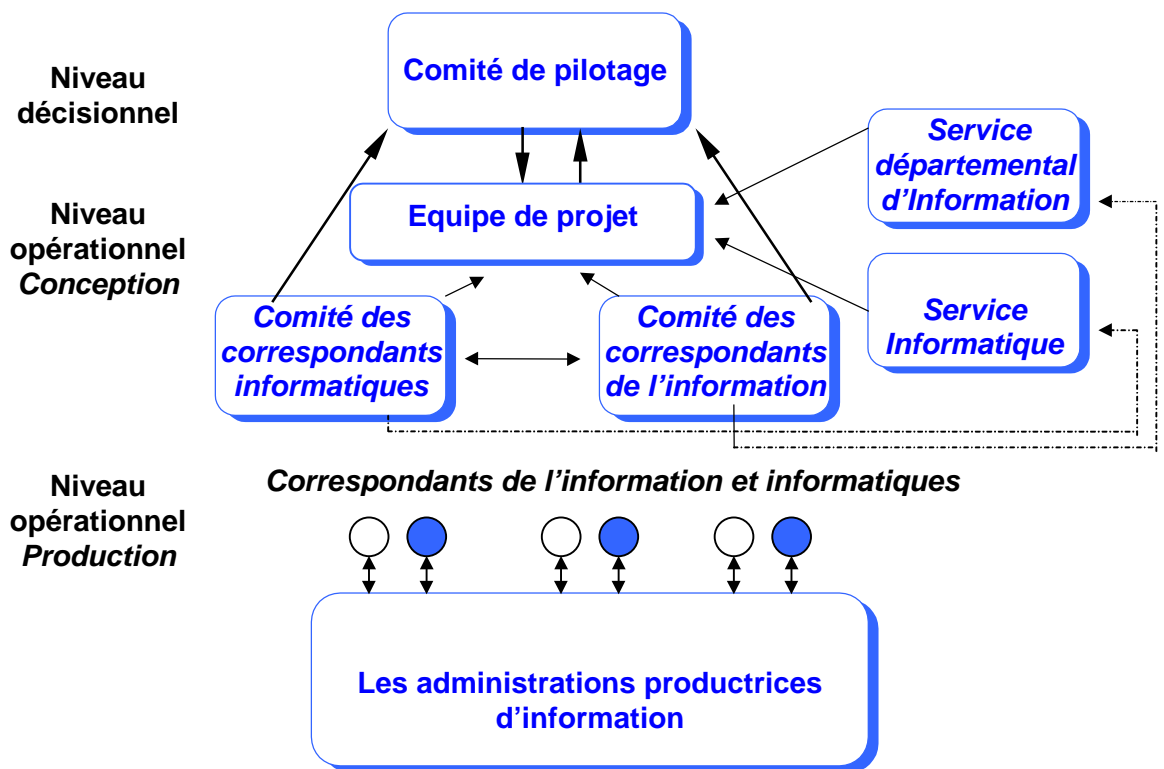 Niveau
décisionnel
Comité de pilotage
Service
départemental
d’Information
Niveau
opérationnel
Conception
Equipe de projet
Service
Informatique
Comité des
correspondants
informatiques
Comité des
correspondants
de l’information
Niveau
opérationnel
Production
Correspondants de l’information et informatiques
Les administrations productrices
d’information